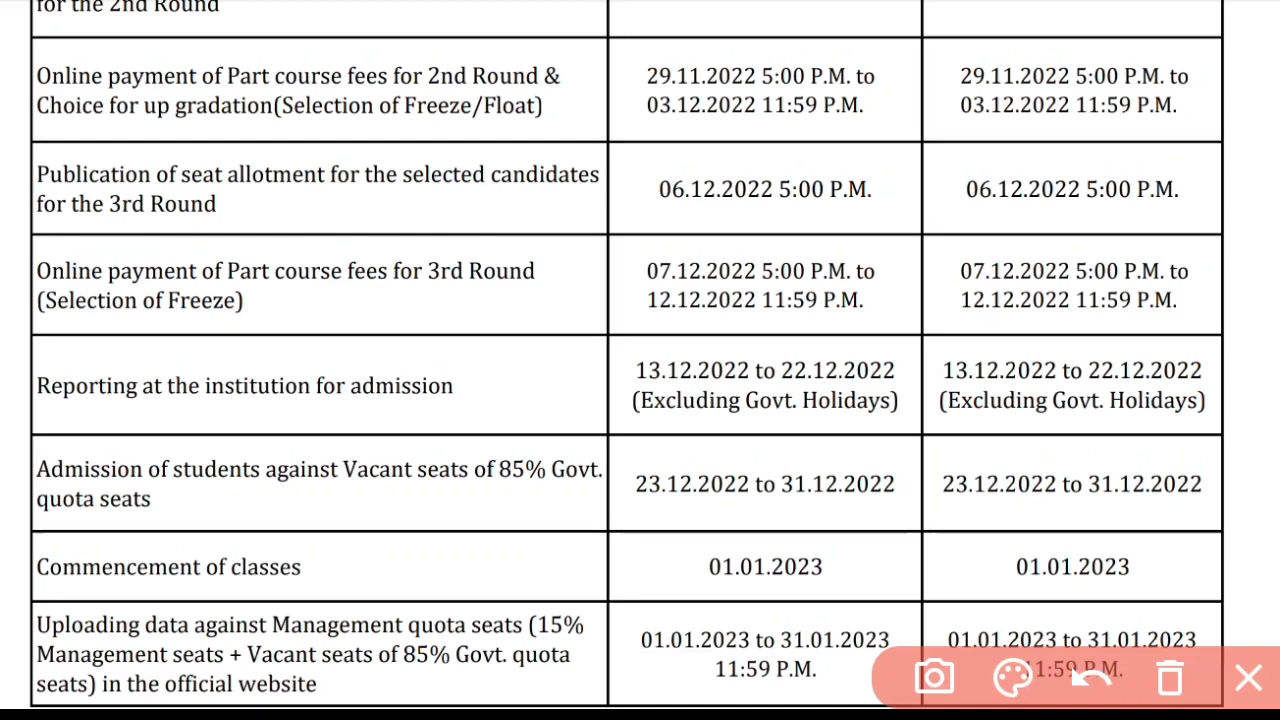 for the 2nd Round
Online payment of Part course fees for 2nd Round &
Choice for up gradation(Selection of Freeze/Float)
29.11.2022 5:00 P.M. to
03.12.2022 11:59 P.M.
29.11.2022 5:00 P.M. to
03.12.2022 11:59 P.M.
Publication of seat allotment for the selected candidates
for the 3rd Round
06.12.2022 5:00 P.M.
06.12.2022 5:00 P.M.
Online payment of Part course fees for 3rd Round
(Selection of Freeze)
07.12.2022 5:00 P.M. to
12.12.2022 11:59 P.M.
07.12.2022 5:00 P.M. to
12.12.2022 11:59 P.M.
Reporting at the institution for admission
13.12.2022 to 22.12.2022
(Excluding Govt. Holidays)
13.12.2022 to 22.12.2022
(Excluding Govt. Holidays)
Admission of students against Vacant seats of 85% Govt.
quota seats
23.12.2022 to 31.12.2022
23.12.2022 to 31.12.2022
Commencement of classes
01.01.2023
01.01.2023
Uploading data against Management quota seats (15%
Management seats + Vacant seats of 85% Govt. quota
seats) in the official website
01.01.2023 to 31.01.2023
11:59 P.M.
01.01.2023 to 31.01.2023
11:59 P.M.